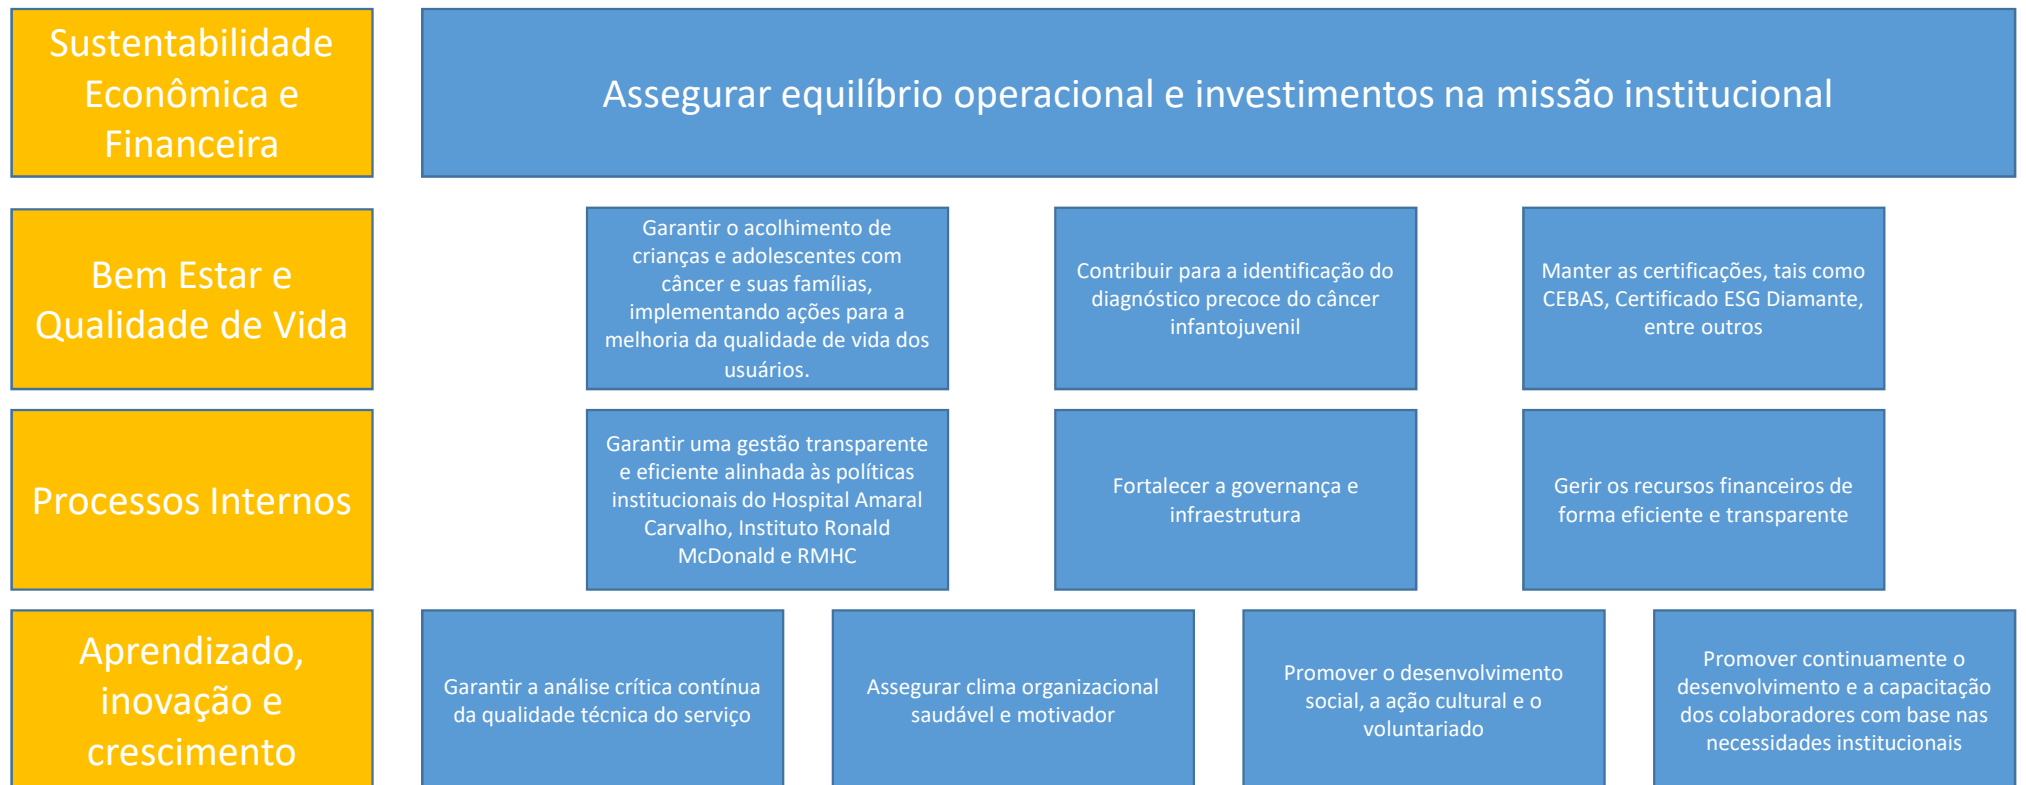 Sustentabilidade
Econômica e
Financeira
Assegurar equilíbrio operacional e investimentos na missão institucional
Bem Estar e
Qualidade de Vida
Garantir o acolhimento de
crianças e adolescentes com
câncer e suas famílias,
implementando ações para a
melhoria da qualidade de vida dos
usuários.
Contribuir para a identificação do
diagnóstico precoce do câncer
infantojuvenil
Manter as certificações, tais como
CEBAS, Certificado ESG Diamante,
entre outros
Processos Internos
Garantir uma gestão transparente
e eficiente alinhada às políticas
institucionais do Hospital Amaral
Carvalho, Instituto Ronald
McDonald e RMHC
Fortalecer a governança e
infraestrutura
Gerir os recursos financeiros de
forma eficiente e transparente
Aprendizado,
inovação e
crescimento
Garantir a análise crítica contínua
da qualidade técnica do serviço
Assegurar clima organizacional
saudável e motivador
Promover o desenvolvimento
social, a ação cultural e o
voluntariado
Promover continuamente o
desenvolvimento e a capacitação
dos colaboradores com base nas
necessidades institucionais